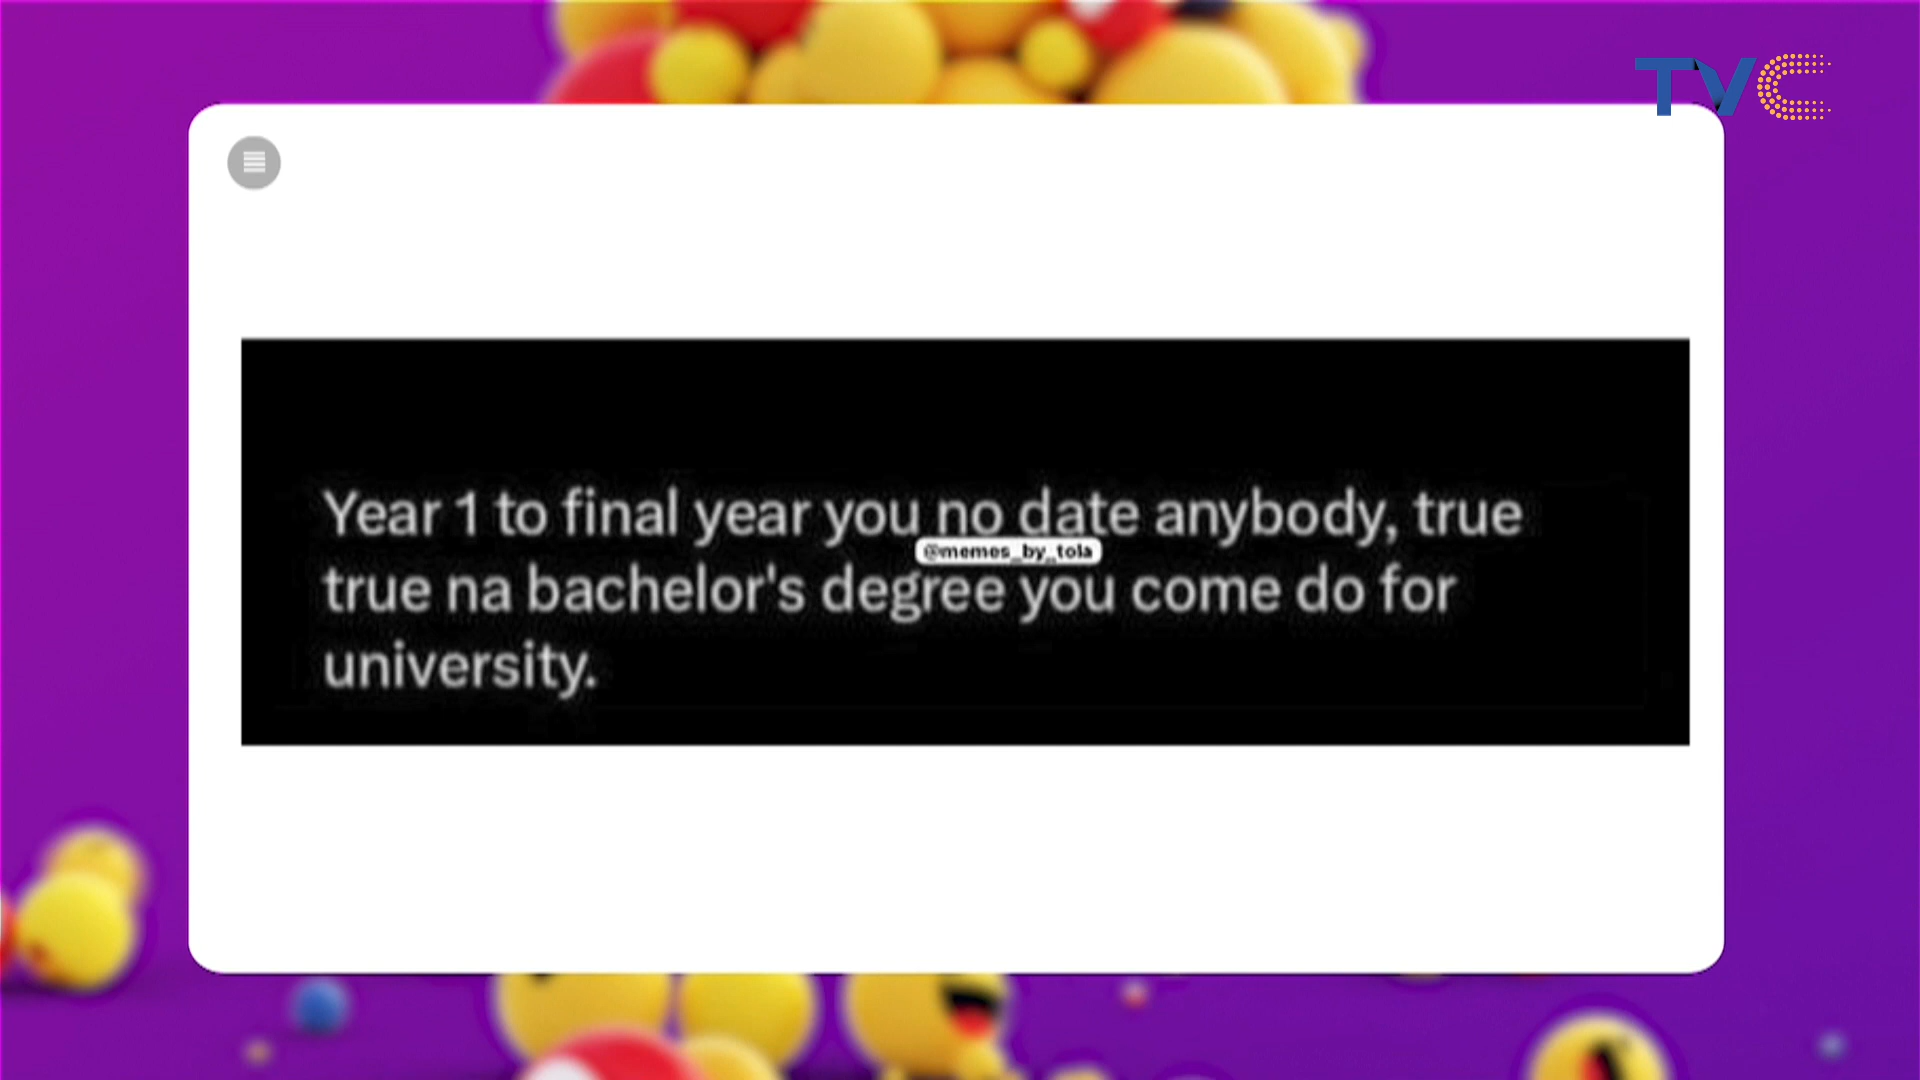 TVC
Year 1 to final year you no date anybody, true
@memes_by_tola
true na bachelor's degree you come do for
university.